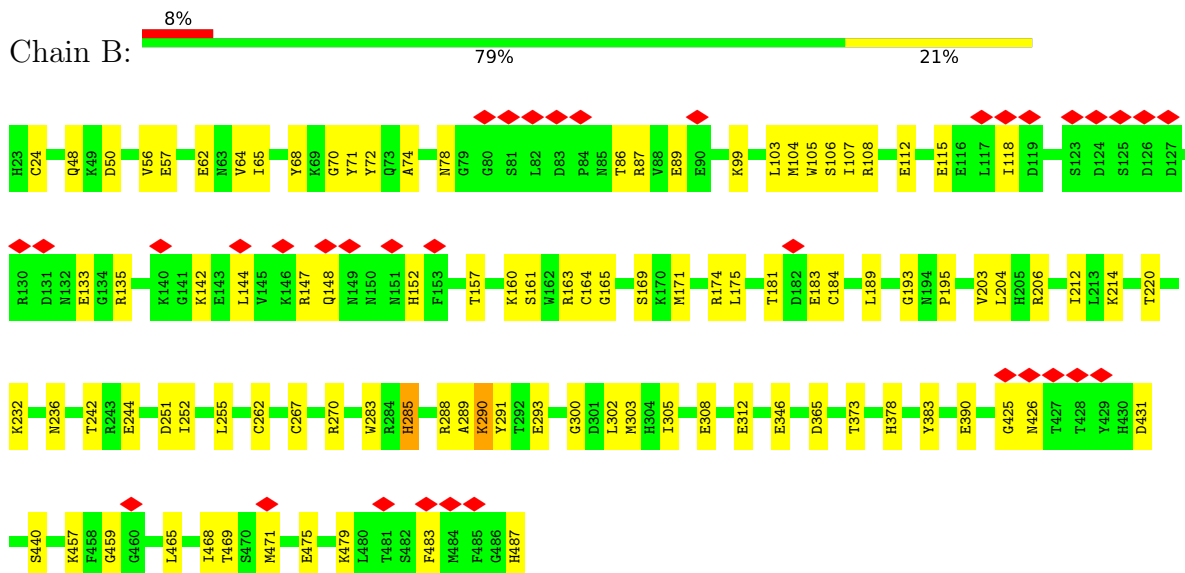 8%
Chain B:
79% 21%
H23 C24 Q48 K49 D50 V56 E57 E62 N63 V64 I65 Y68 K69 G70 Y71 Y72 Q73 A74 N78 G79 G80 S81 L82 D83 P84 N85 T86 R87 V88 E89 E90 K99 L103 M104 W105 S106 I107 R108 E112 E115 E116 L117 I118 D119 S123 D124 S125 D126 D127
R130 D131 N132 E133 G134 R135 K140 G141 K142 E143 L144 V145 K146 R147 Q148 N149 N150 N151 H152 F153 T157 K160 S161 W162 R163 C164 G165 S169 K170 M171 R174 L175 T181 D182 E183 C184 L189 G193 N194 P195 V203 L204 H205 R206 I212 L213 K214 T220
K232 N236 T242 R243 E244 D251 I252 L255 C262 C267 R270 W283 R284 H285 R288 A289 K290 Y291 T292 E293 G300 D301 L302 M303 H304 I305 E308 E312 E346 D365 T373 H378 Y383 E390 G425 N426 T427 T428 Y429 H430 D431
S440 K457 F458 G459 G460 L465 I468 T469 S470 M471 E475 K479 L480 T481 S482 F483 M484 F485 G486 H487